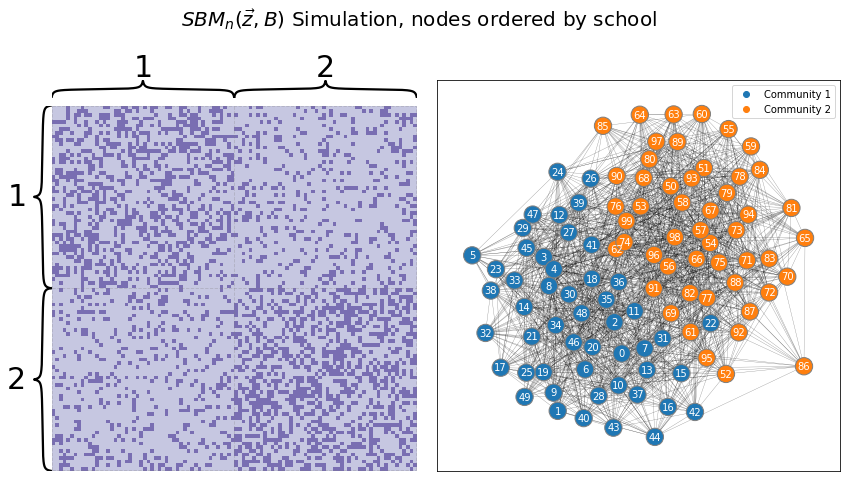 SBM_n(\vec{z}, B) Simulation, nodes ordered by school
1 2
1
2
Community 1
Community 2
64 63 60
85 55
97 89 59
80
24 26 90 68 51 93 78 84
50 79
39 76 53 58 67 81
47 12 99 94
29 27 57 73 65
45 41 62 74 98 54
5 3 96 83
23 4 56 66 75 71
38 33 8 18 36 88 70
30 35 91 82 77 72
14 48 11 69 87
34 2 22
32 21 61 92
46 20 0 7 31
95
17 25 19 6 13 15 52 86
49 9 28 10 37
1 40 16 42
43 44